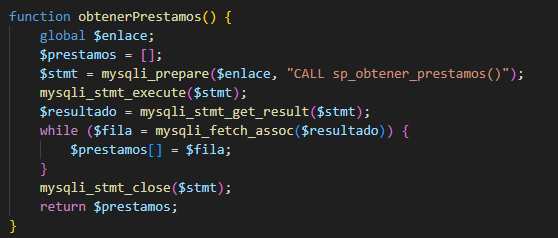 function obtenerPrestamos() {
    global $enlace;
    $prestamos = [];
    $stmt = mysqli_prepare($enlace, "CALL sp_obtener_prestamos()");
    mysqli_stmt_execute($stmt);
    $resultado = mysqli_stmt_get_result($stmt);
    while ($fila = mysqli_fetch_assoc($resultado)) {
        $prestamos[] = $fila;
    }
    mysqli_stmt_close($stmt);
    return $prestamos;
}